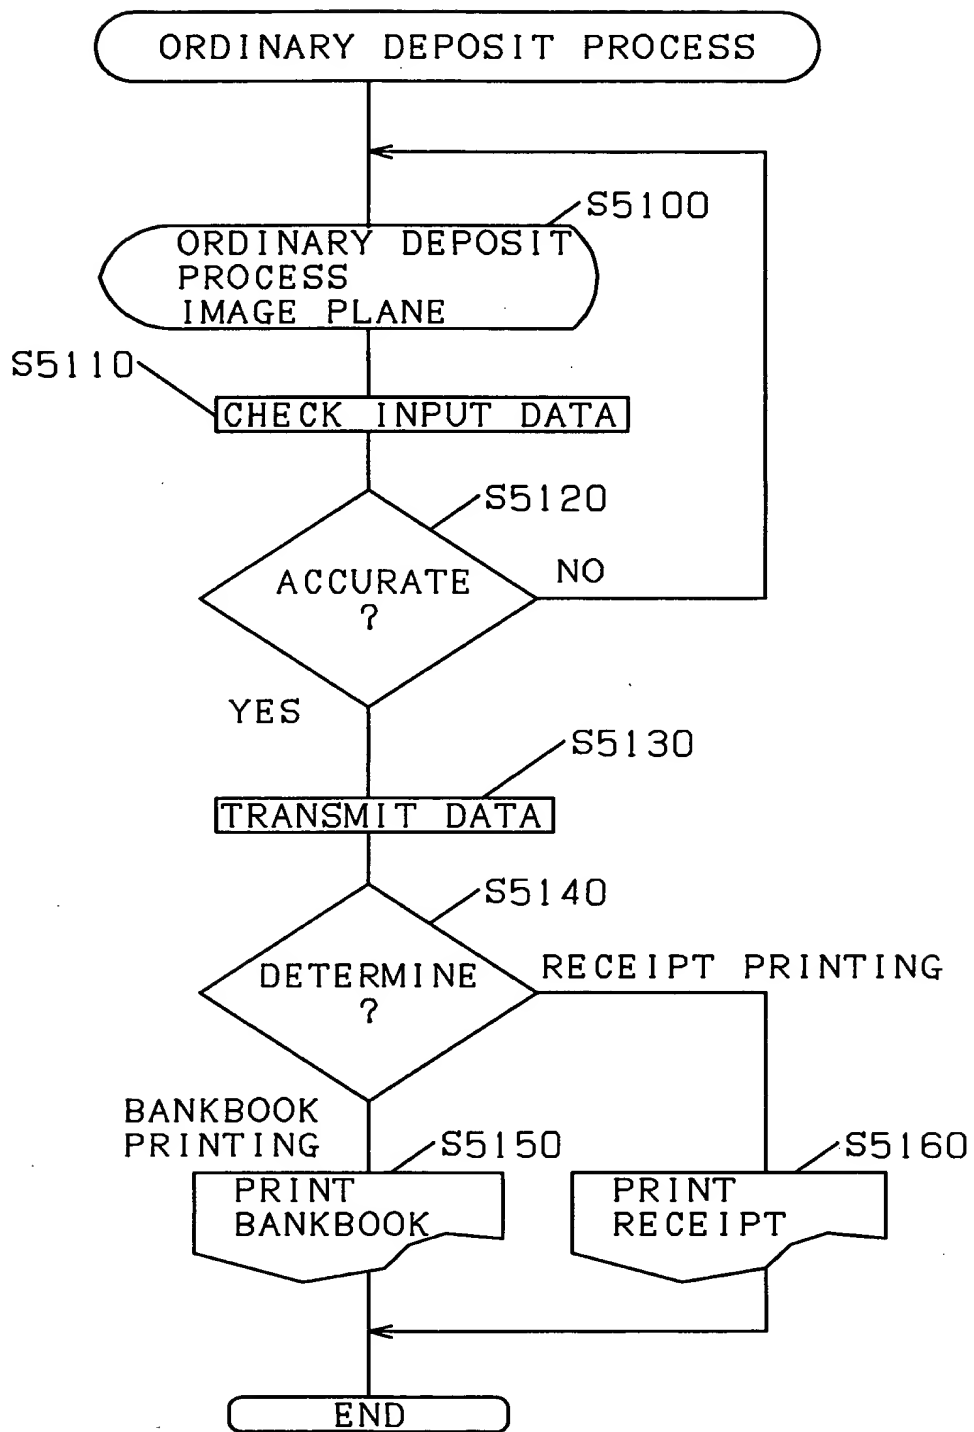 ORDINARY DEPOSIT PROCESS
S5100
ORDINARY DEPOSIT
PROCESS
IMAGE PLANE
S5110
CHECK INPUT DATA
S5120
ACCURATE
?
NO
YES
S5130
TRANSMIT DATA
S5140
DETERMINE
?
RECEIPT PRINTING
BANKBOOK
PRINTING
S5150
PRINT
BANKBOOK
S5160
PRINT
RECEIPT
END